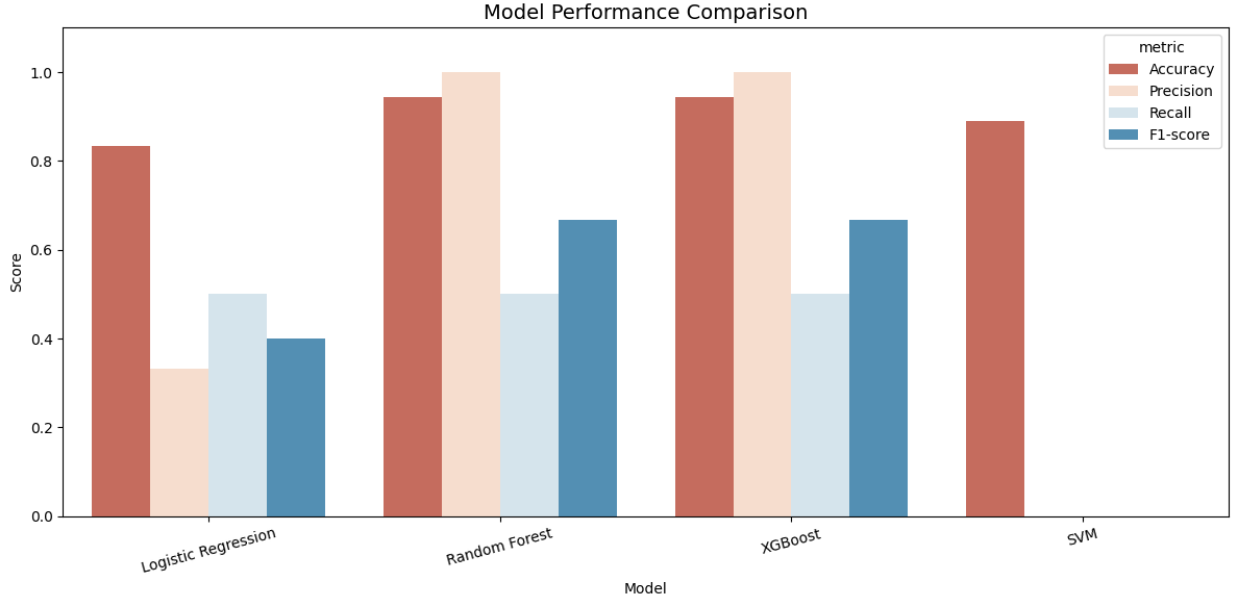 Model Performance Comparison
metric
Accuracy
Precision
Recall
F1-score
Score
1.0
0.8
0.6
0.4
0.2
0.0
Logistic Regression
Random Forest
XGBoost
SVM
Model